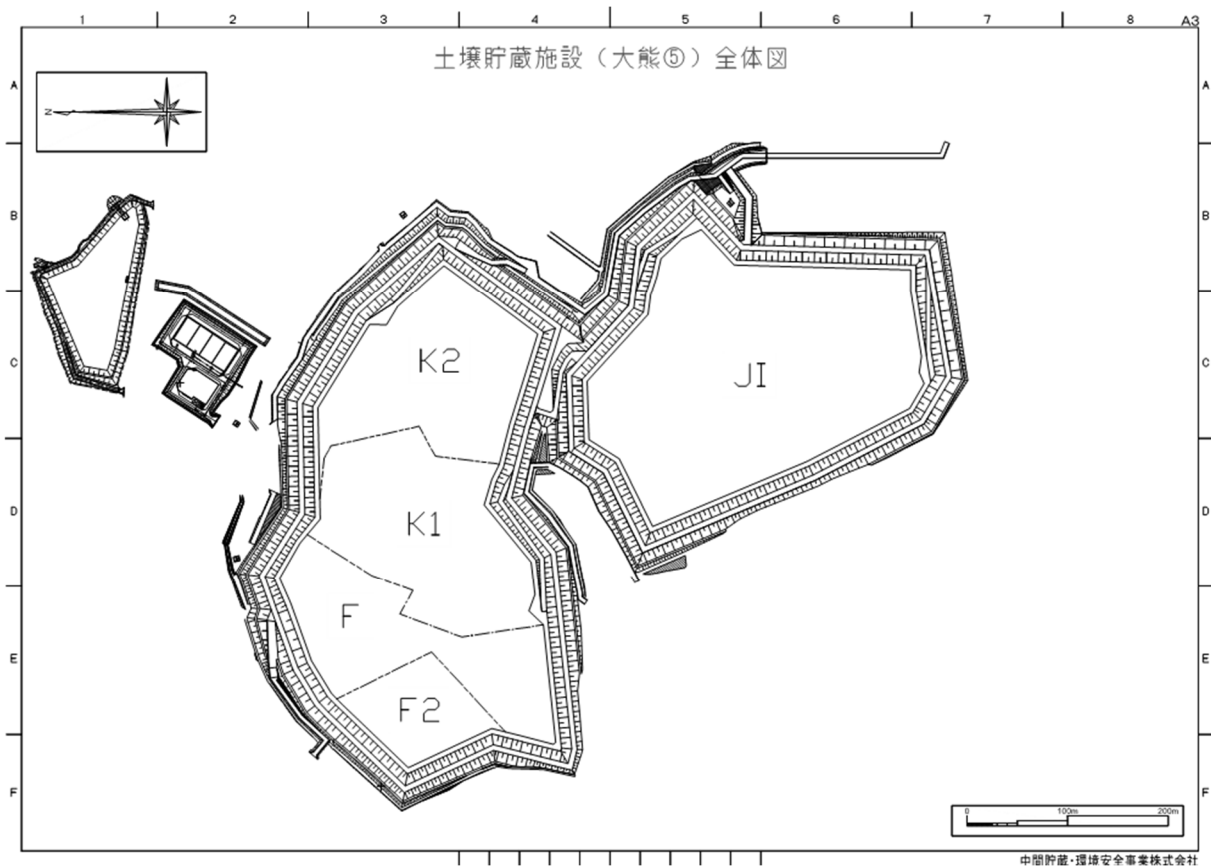 1 2 3 4 5 6 7 8 A3
土壌貯蔵施設（大熊⑤）全体図
A A
N
B B
K2
JI
C C
K1
D D
F
E E
F2
F F
0 100m 200m
中間貯蔵・環境安全事業株式会社